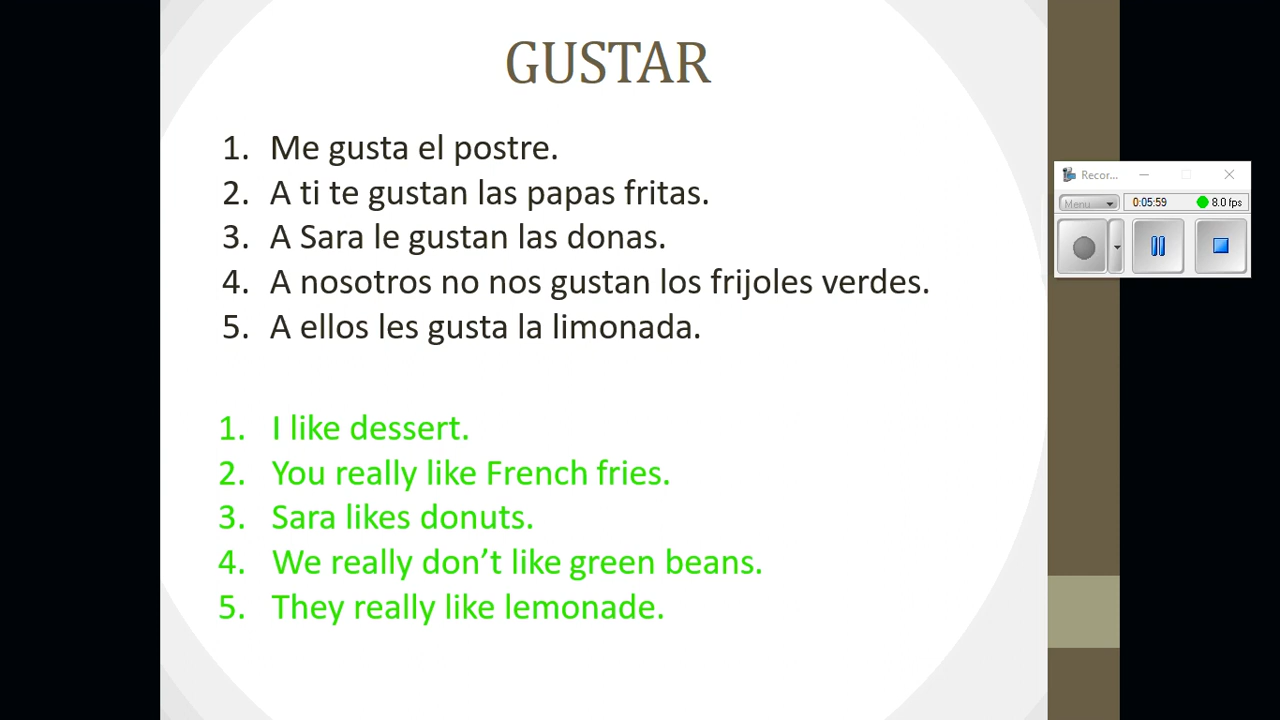 GUSTAR
1. Me gusta el postre.
2. A ti te gustan las papas fritas.
3. A Sara le gustan las donas.
4. A nosotros no nos gustan los frijoles verdes.
5. A ellos les gusta la limonada.
1. I like dessert.
2. You really like French fries.
3. Sara likes donuts.
4. We really don’t like green beans.
5. They really like lemonade.
Recor...
Menu 0:05:59 8.0 fps